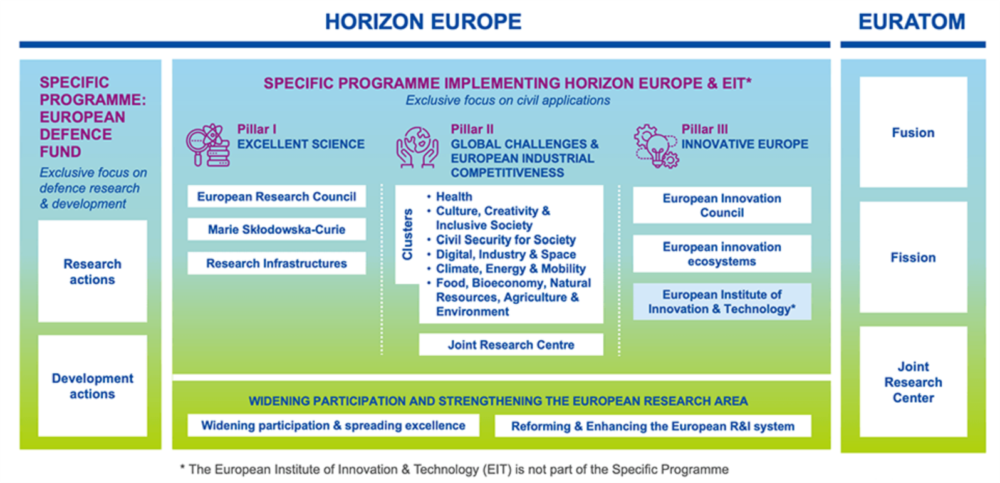 HORIZON EUROPE
EURATOM
SPECIFIC
PROGRAMME:
EUROPEAN
DEFENCE
FUND
Exclusive focus on
defence research
& development
Research
actions
Development
actions
SPECIFIC PROGRAMME IMPLEMENTING HORIZON EUROPE & EIT*
Exclusive focus on civil applications
Pillar I
EXCELLENT SCIENCE
European Research Council
Marie Skłodowska-Curie
Research Infrastructures
Pillar II
GLOBAL CHALLENGES &
EUROPEAN INDUSTRIAL
COMPETITIVENESS
Clusters
• Health
• Culture, Creativity &
Inclusive Society
• Civil Security for Society
• Digital, Industry & Space
• Climate, Energy & Mobility
• Food, Bioeconomy, Natural
Resources, Agriculture &
Environment
Joint Research Centre
Pillar III
INNOVATIVE EUROPE
European Innovation
Council
European innovation
ecosystems
European Institute of
Innovation & Technology*
WIDENING PARTICIPATION AND STRENGTHENING THE EUROPEAN RESEARCH AREA
Widening participation & spreading excellence
Reforming & Enhancing the European R&I system
Fusion
Fission
Joint
Research
Center
* The European Institute of Innovation & Technology (EIT) is not part of the Specific Programme